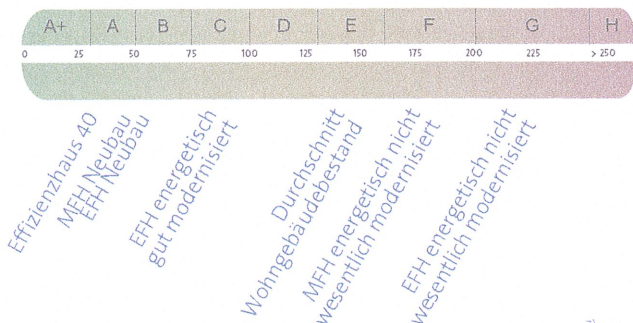 A+ A B C D E F G H
0 25 50 75 100 125 150 175 200 225 > 250
Effizienzhaus 40
MFH Neubau
EFH Neubau
EFH energetisch
gut modernisiert
Durchschnitt
Wohngebäudebestand
MFH energetisch nicht
wesentlich modernisiert
EFH energetisch nicht
wesentlich modernisiert